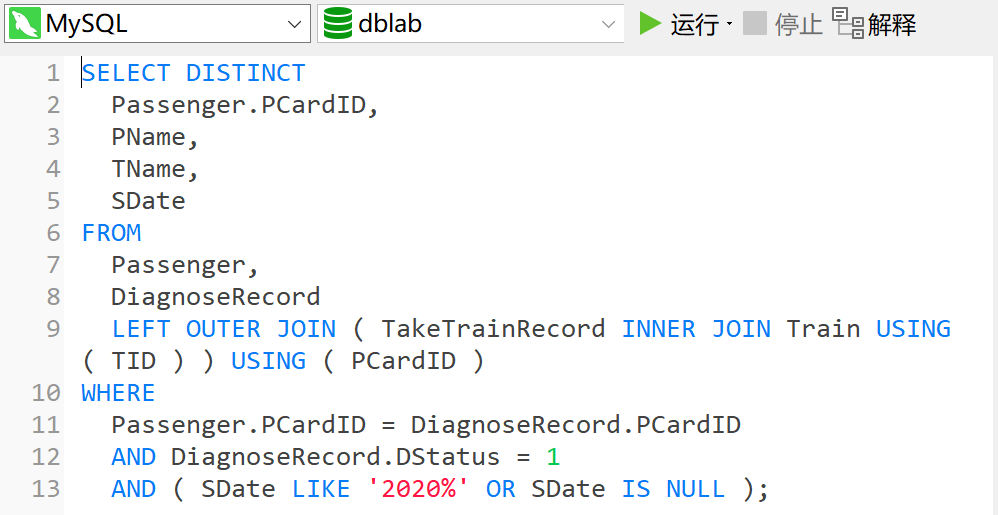 MySQL dblab 运行 停止 解释
1 SELECT DISTINCT
2 Passenger.PCardID,
3 PName,
4 TName,
5 SDate
6 FROM
7 Passenger,
8 DiagnoseRecord
9 LEFT OUTER JOIN ( TakeTrainRecord INNER JOIN Train USING
( TID ) ) USING ( PCardID )
10 WHERE
11 Passenger.PCardID = DiagnoseRecord.PCardID
12 AND DiagnoseRecord.DStatus = 1
13 AND ( SDate LIKE '2020%' OR SDate IS NULL );